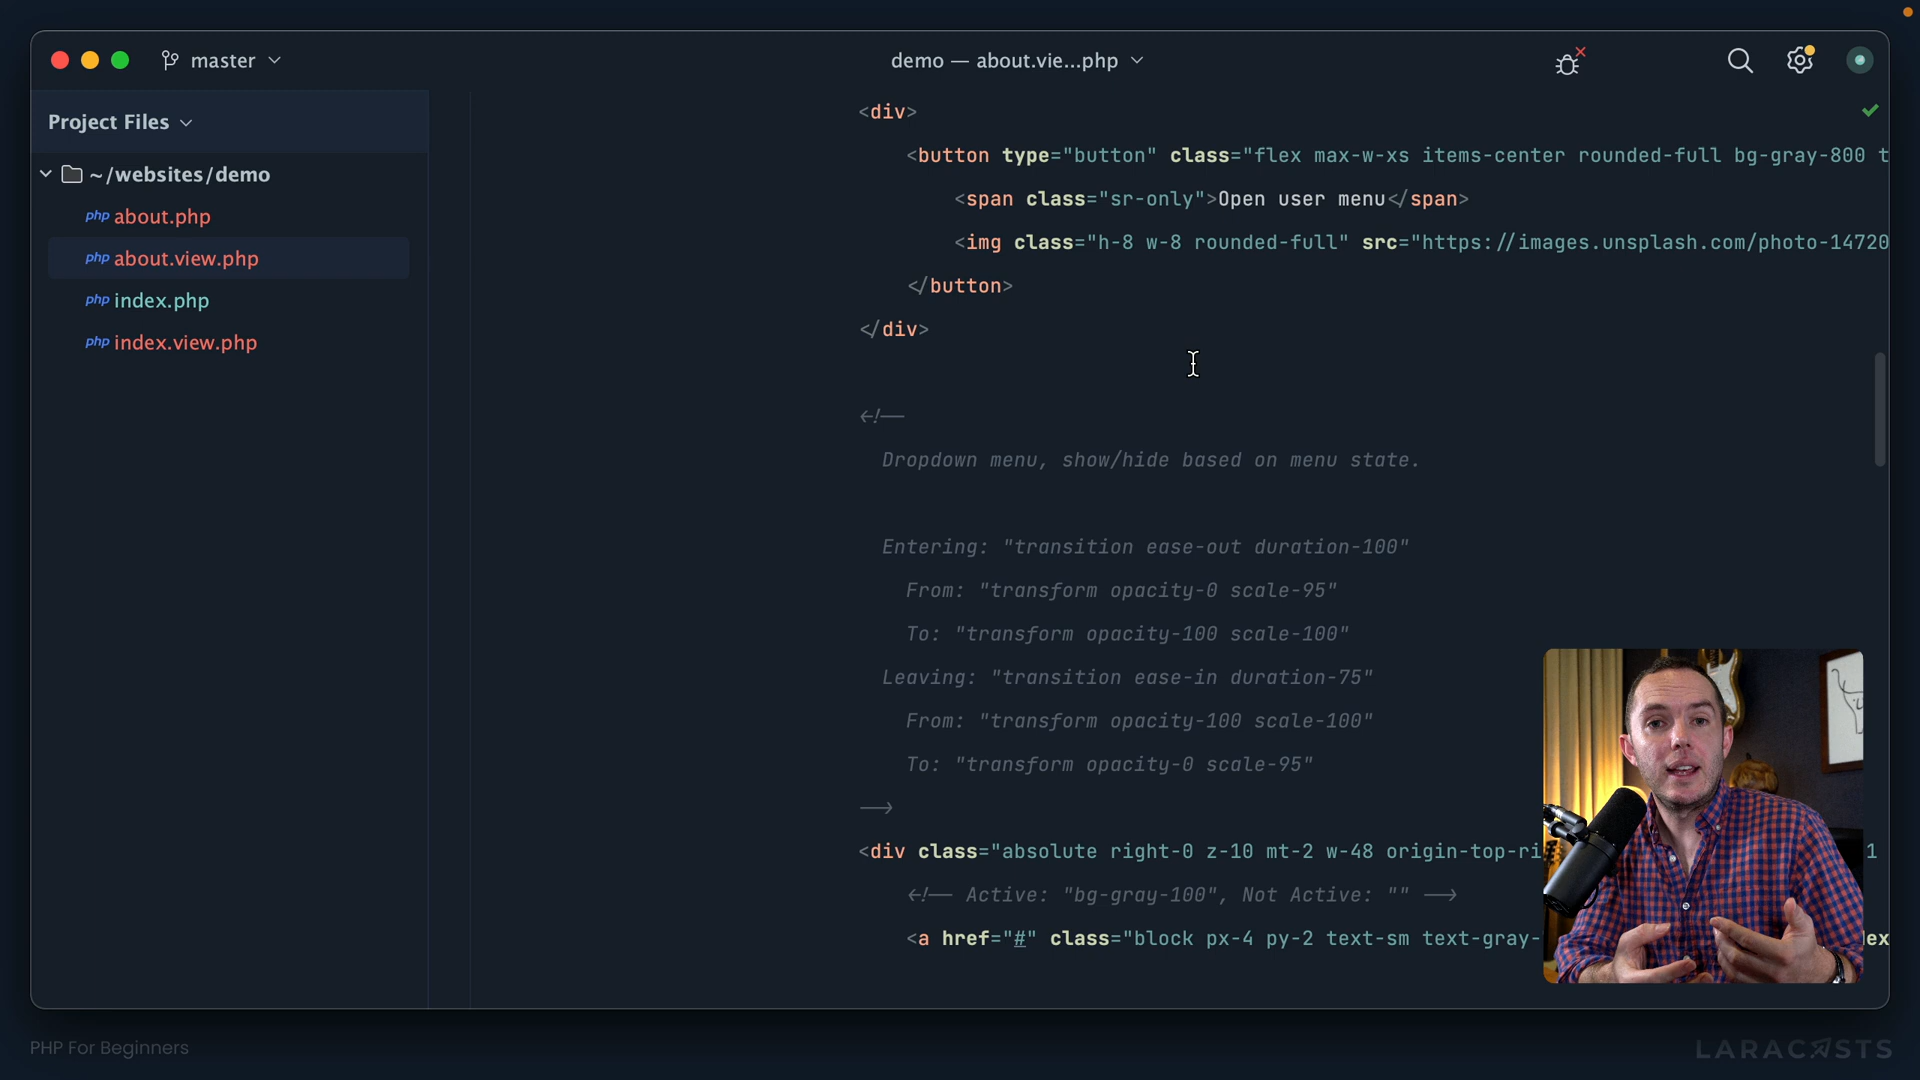 master
demo — about.vie...php
Project Files
~/websites/demo
php about.php
php about.view.php
php index.php
php index.view.php
<div>
<button type="button" class="flex max-w-xs items-center rounded-full bg-gray-800 t
<span class="sr-only">Open user menu</span>
<img class="h-8 w-8 rounded-full" src="https://images.unsplash.com/photo-14720
</button>
</div>
<!--
Dropdown menu, show/hide based on menu state.
Entering: "transition ease-out duration-100"
From: "transform opacity-0 scale-95"
To: "transform opacity-100 scale-100"
Leaving: "transition ease-in duration-75"
From: "transform opacity-100 scale-100"
To: "transform opacity-0 scale-95"
-->
<div class="absolute right-0 z-10 mt-2 w-48 origin-top-ri 1
<!-- Active: "bg-gray-100", Not Active: "" -->
<a href="#" class="block px-4 py-2 text-sm text-gray- ex
PHP For Beginners
LARACASTS